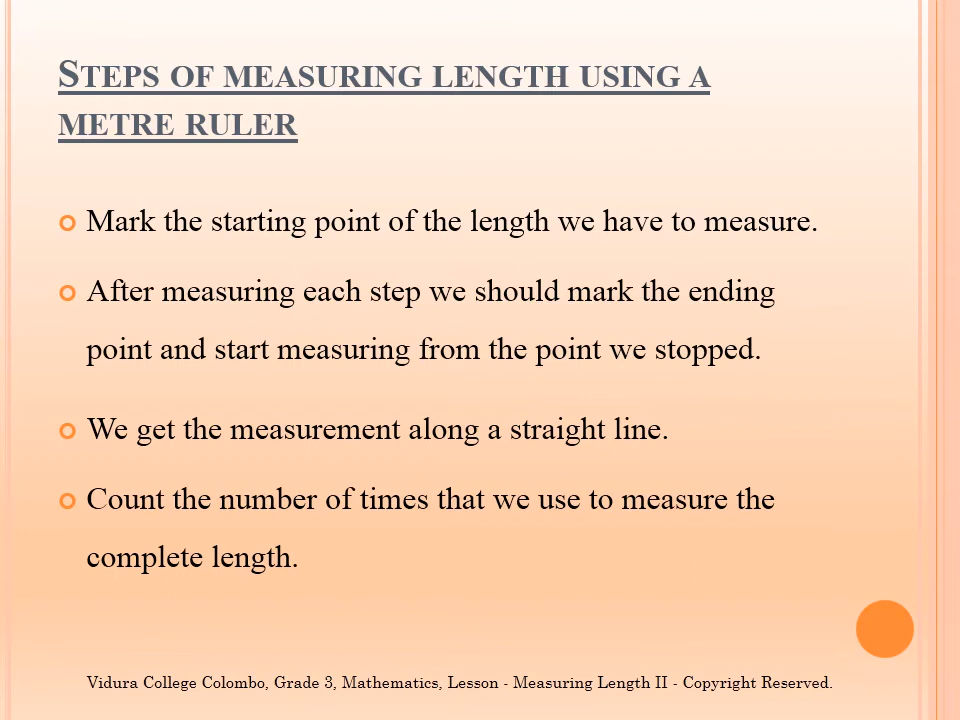 Steps of measuring length using a
metre ruler
Mark the starting point of the length we have to measure.
After measuring each step we should mark the ending
point and start measuring from the point we stopped.
We get the measurement along a straight line.
Count the number of times that we use to measure the
complete length.
Vidura College Colombo, Grade 3, Mathematics, Lesson - Measuring Length II - Copyright Reserved.